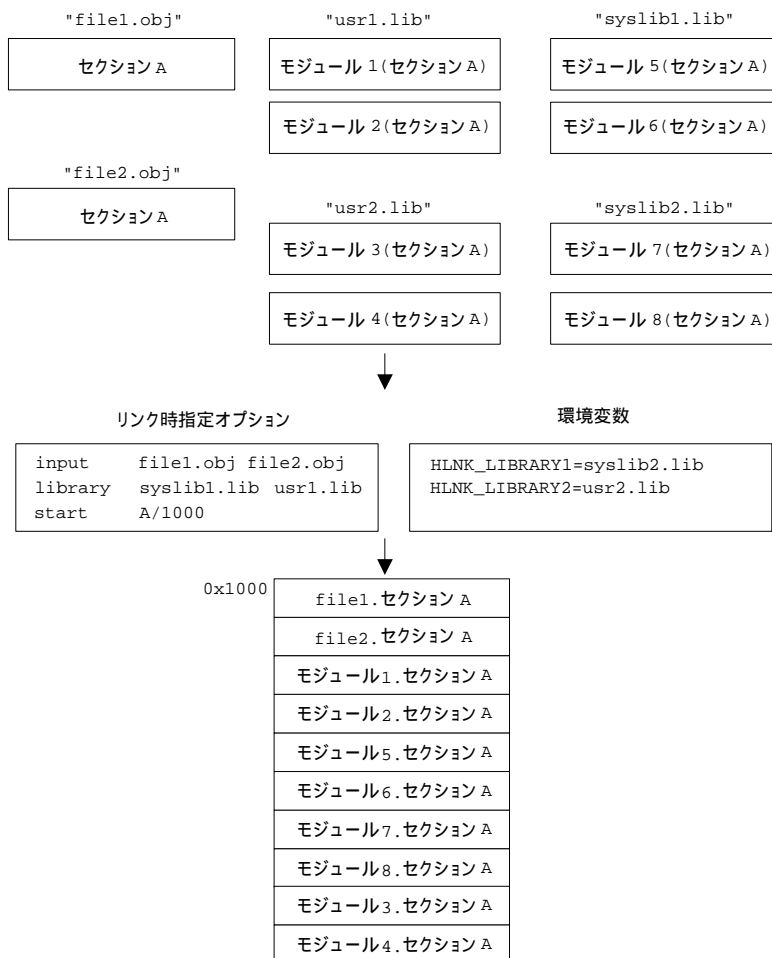 "file1.obj"
セクション A
"file2.obj"
セクション A
"usr1.lib"
モジュール 1(セクション A)
モジュール 2(セクション A)
"usr2.lib"
モジュール 3(セクション A)
モジュール 4(セクション A)
"syslib1.lib"
モジュール 5(セクション A)
モジュール 6(セクション A)
"syslib2.lib"
モジュール 7(セクション A)
モジュール 8(セクション A)
リンク時指定オプション
input file1.obj file2.obj
library syslib1.lib usr1.lib
start A/1000
環境変数
HLNK_LIBRARY1=syslib2.lib
HLNK_LIBRARY2=usr2.lib
0x1000
file1.セクション A
file2.セクション A
モジュール1.セクション A
モジュール2.セクション A
モジュール5.セクション A
モジュール6.セクション A
モジュール7.セクション A
モジュール8.セクション A
モジュール3.セクション A
モジュール4.セクション A